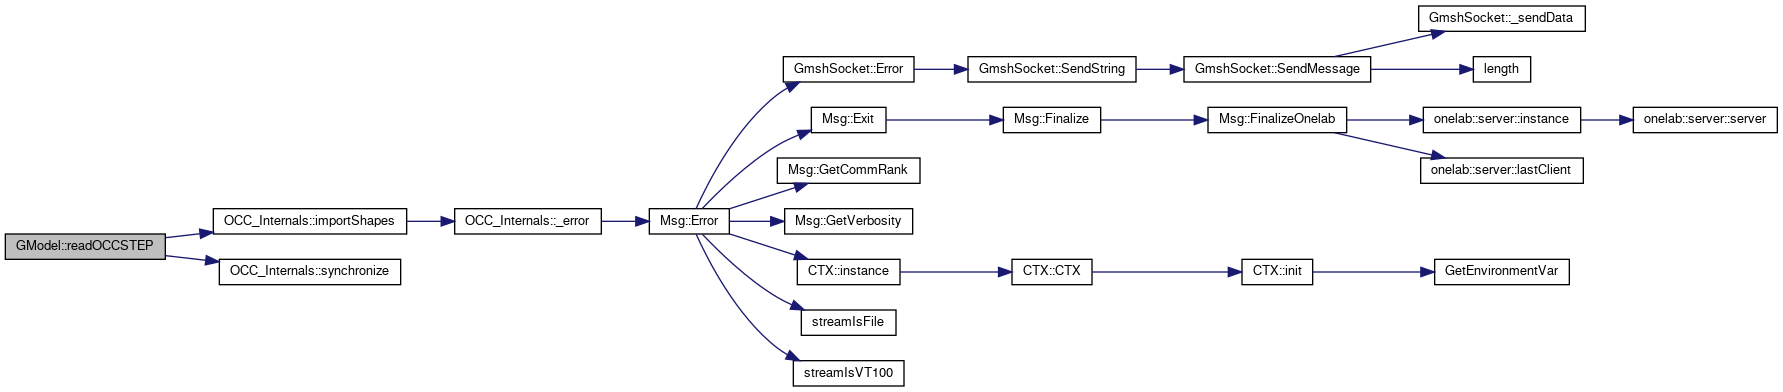 GModel::readOCCSTEP
OCC_Internals::importShapes
OCC_Internals::synchronize
OCC_Internals::_error
Msg::Error
GmshSocket::Error
GmshSocket::SendString
GmshSocket::SendMessage
GmshSocket::_sendData
length
Msg::Exit
Msg::Finalize
Msg::FinalizeOnelab
onelab::server::instance
onelab::server::server
onelab::server::lastClient
Msg::GetCommRank
Msg::GetVerbosity
CTX::instance
CTX::CTX
CTX::init
GetEnvironmentVar
streamIsFile
streamIsVT100